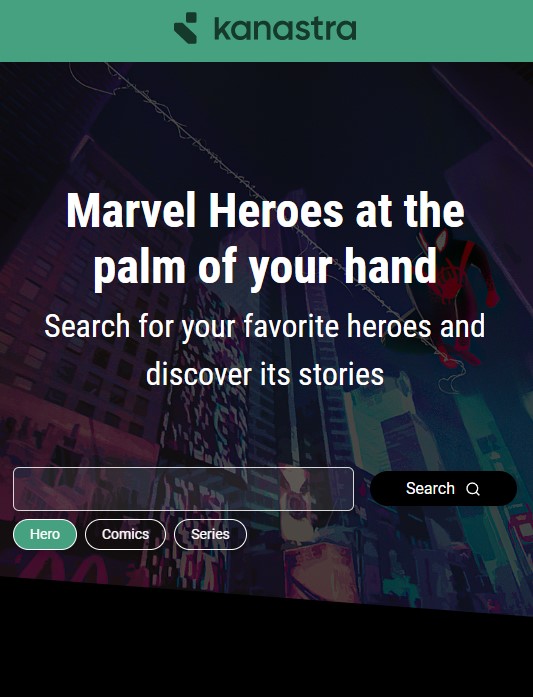 kanastra
Marvel Heroes at the
palm of your hand
Search for your favorite heroes and
discover its stories
Search
Hero Comics Series